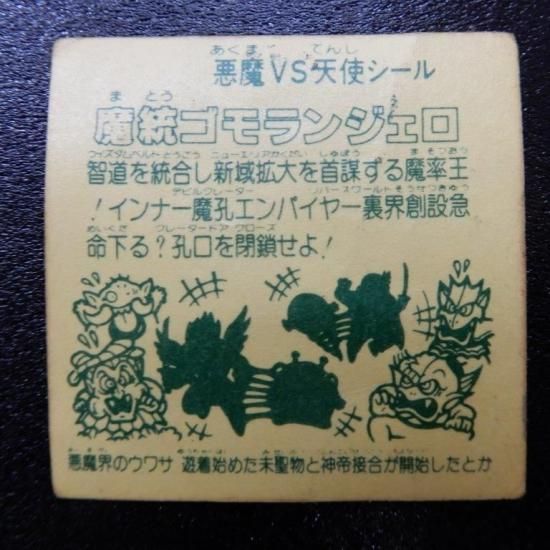 悪魔VS天使シール
魔統ゴモランジェロ
智道を統合し新域拡大を首謀する魔率王
!インナー魔孔エンパイヤー裏界創設急
命下る?孔口を閉鎖せよ!
悪魔界のウワサ 遊着始めた未聖物と神帝接合が開始したとか